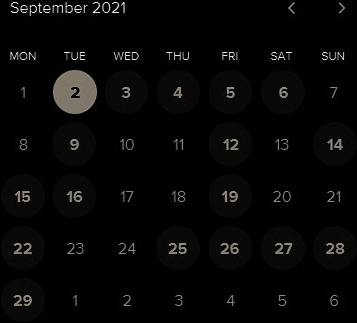 September 2021
MON TUE WED THU FRI SAT SUN
1 2 3 4 5 6 7
8 9 10 11 12 13 14
15 16 17 18 19 20 21
22 23 24 25 26 27 28
29 1 2 3 4 5 6